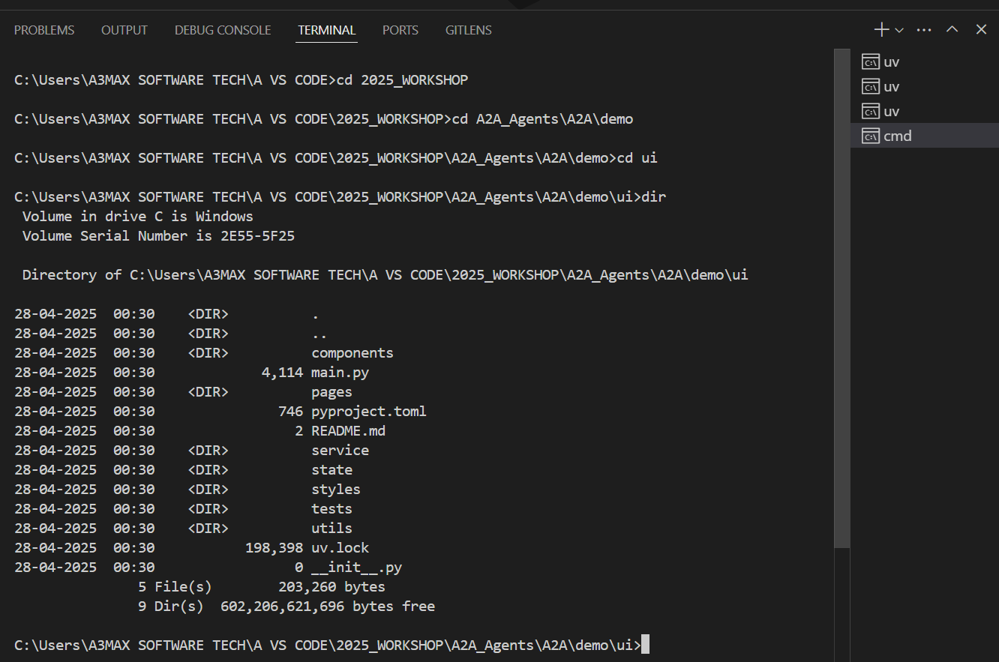 PROBLEMS OUTPUT DEBUG CONSOLE TERMINAL PORTS GITLENS
C:\Users\A3MAX SOFTWARE TECH\A VS CODE>cd 2025_WORKSHOP
C:\Users\A3MAX SOFTWARE TECH\A VS CODE\2025_WORKSHOP>cd A2A_Agents\A2A\demo
C:\Users\A3MAX SOFTWARE TECH\A VS CODE\2025_WORKSHOP\A2A_Agents\A2A\demo>cd ui
C:\Users\A3MAX SOFTWARE TECH\A VS CODE\2025_WORKSHOP\A2A_Agents\A2A\demo\ui>dir
 Volume in drive C is Windows
 Volume Serial Number is 2E55-5F25
 Directory of C:\Users\A3MAX SOFTWARE TECH\A VS CODE\2025_WORKSHOP\A2A_Agents\A2A\demo\ui
28-04-2025  00:30    <DIR>          .
28-04-2025  00:30    <DIR>          ..
28-04-2025  00:30    <DIR>          components
28-04-2025  00:30             4,114 main.py
28-04-2025  00:30    <DIR>          pages
28-04-2025  00:30               746 pyproject.toml
28-04-2025  00:30                 2 README.md
28-04-2025  00:30    <DIR>          service
28-04-2025  00:30    <DIR>          state
28-04-2025  00:30    <DIR>          styles
28-04-2025  00:30    <DIR>          tests
28-04-2025  00:30    <DIR>          utils
28-04-2025  00:30           198,398 uv.lock
28-04-2025  00:30                 0 __init__.py
               5 File(s)        203,260 bytes
               9 Dir(s)  602,206,621,696 bytes free
C:\Users\A3MAX SOFTWARE TECH\A VS CODE\2025_WORKSHOP\A2A_Agents\A2A\demo\ui>
uv
uv
uv
cmd